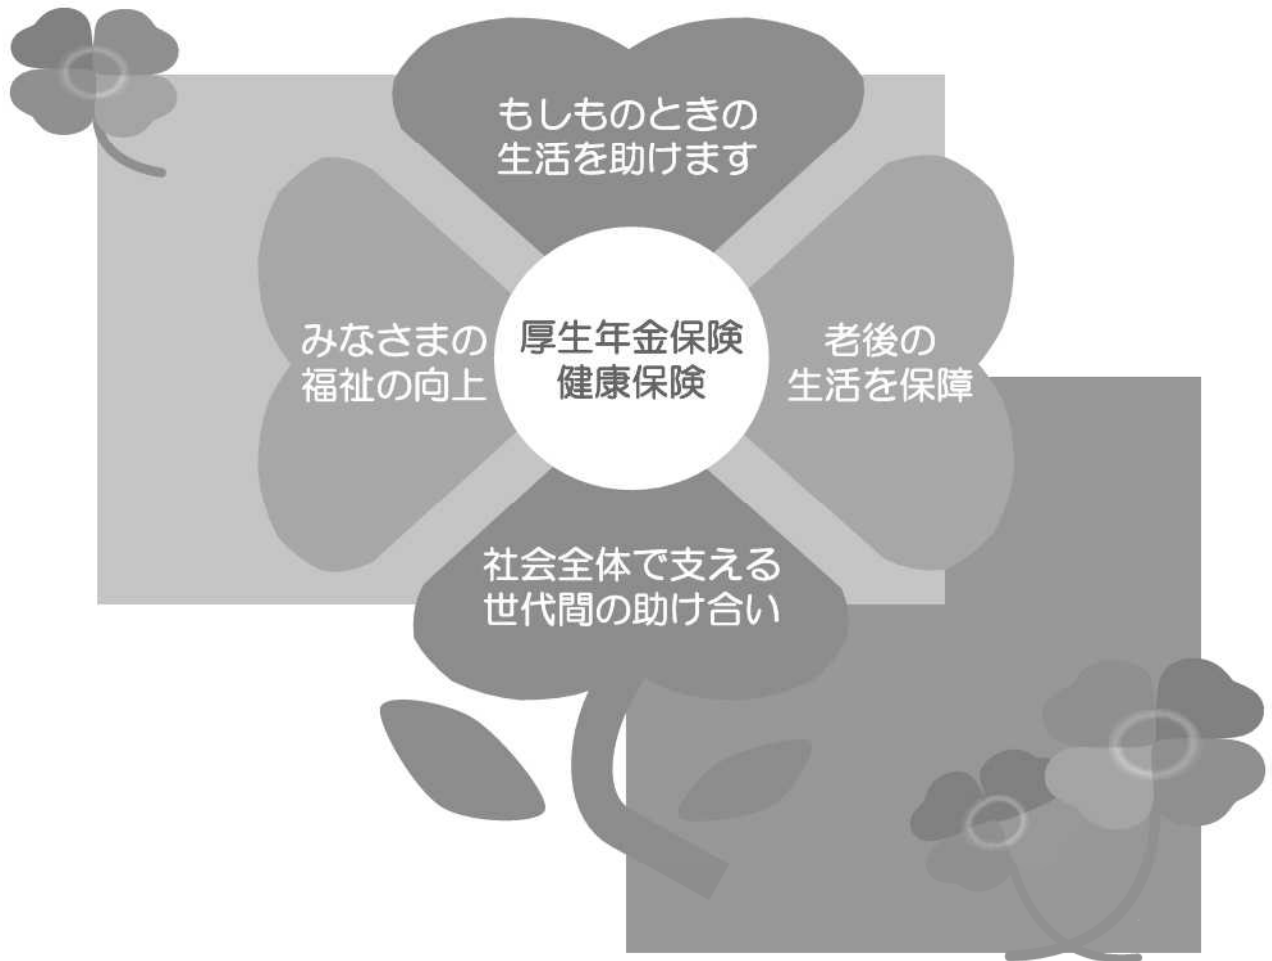 もしものときの
生活を助けます
みなさまの
福祉の向上
厚生年金保険
健康保険
老後の
生活を保障
社会全体で支える
世代間の助け合い